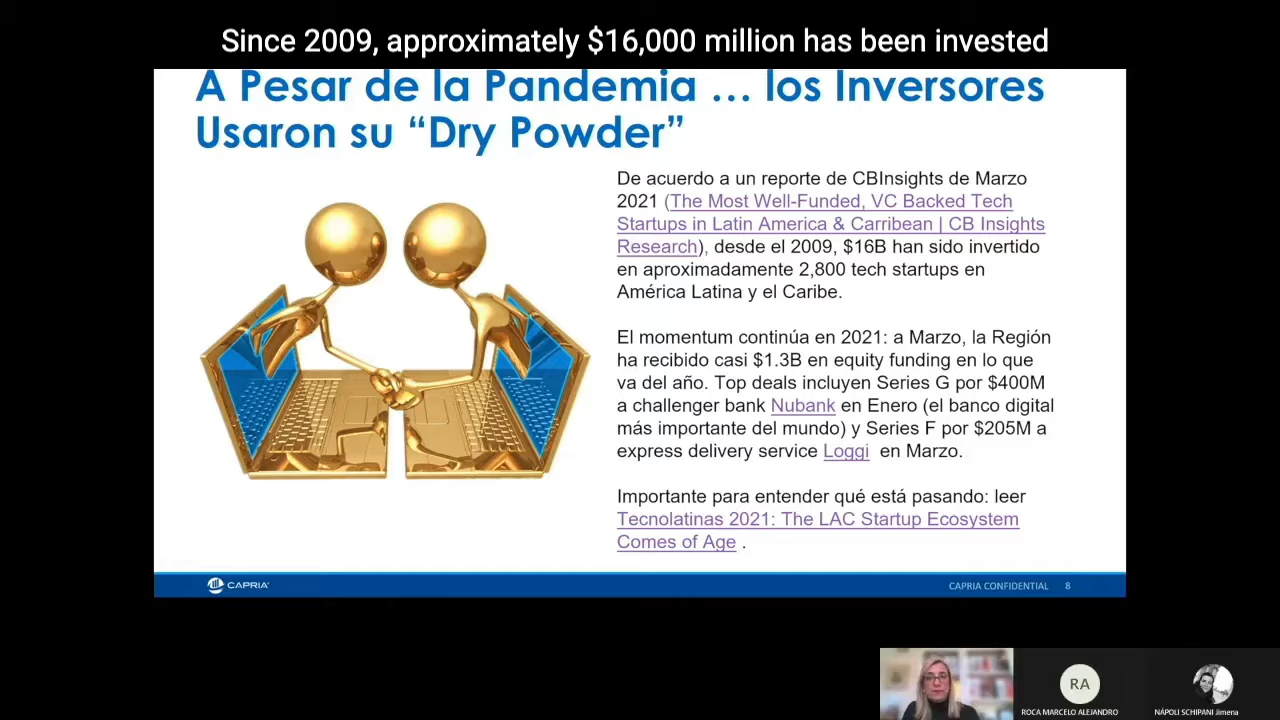 Since 2009, approximately $16,000 million has been invested
A Pesar de la Pandemia ... los Inversores
Usaron su “Dry Powder”
De acuerdo a un reporte de CBInsights de Marzo
2021 (The Most Well-Funded, VC Backed Tech
Startups in Latin America & Carribean | CB Insights
Research), desde el 2009, $16B han sido invertido
en aproximadamente 2,800 tech startups en
América Latina y el Caribe.
El momentum continúa en 2021: a Marzo, la Región
ha recibido casi $1.3B en equity funding en lo que
va del año. Top deals incluyen Series G por $400M
a challenger bank Nubank en Enero (el banco digital
más importante del mundo) y Series F por $205M a
express delivery service Loggi en Marzo.
Importante para entender qué está pasando: leer
Tecnolatinas 2021: The LAC Startup Ecosystem
Comes of Age .
CAPRIA
CAPRIA CONFIDENTIAL 8
RA
ROCA MARCELO ALEJANDRO
NÁPOLI SCHIPANI Jimena